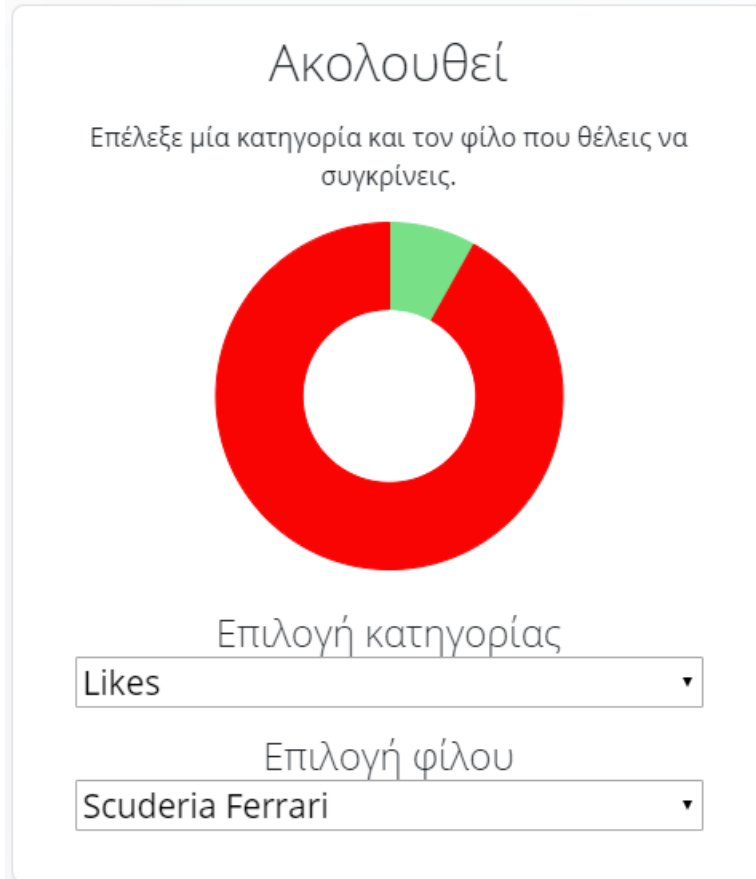 Ακολουθεί
Επέλεξε μία κατηγορία και τον φίλο που θέλεις να
συγκρίνεις.
Επιλογή κατηγορίας
Likes
Επιλογή φίλου
Scuderia Ferrari